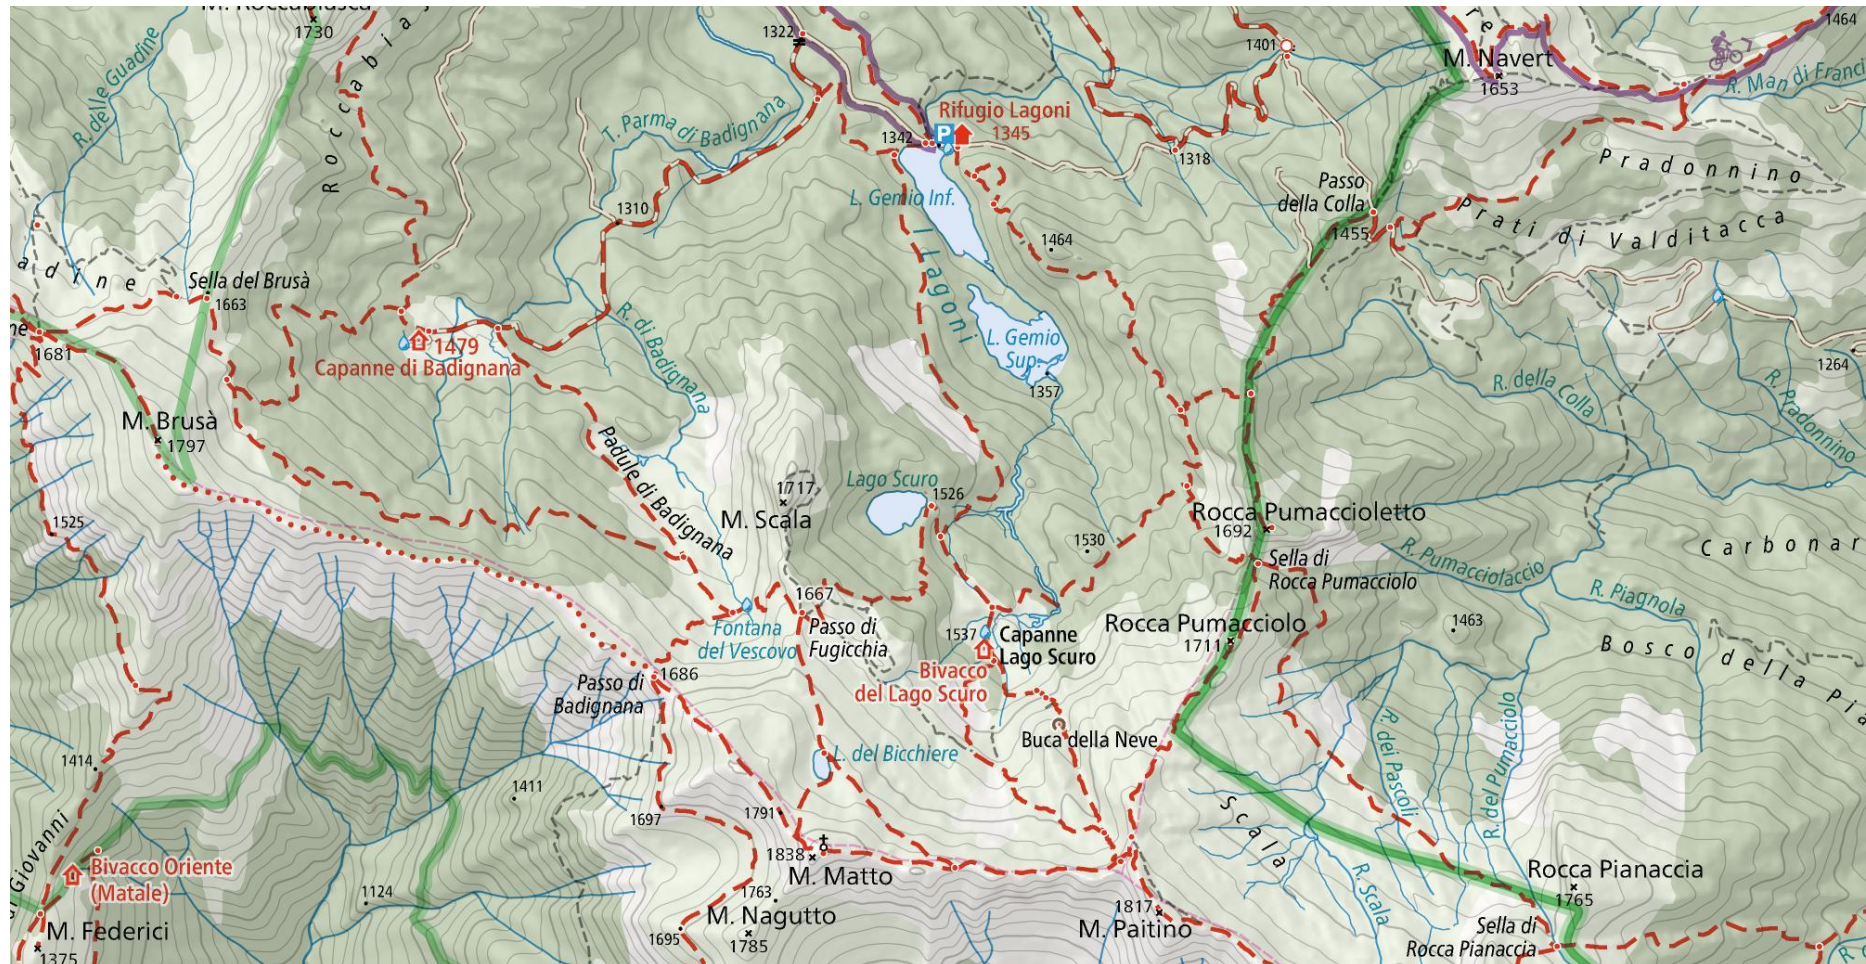 1730
Roccabia
R. delle Guadine
1322
T. Parma di Badignana
1342
P
Rifugio Lagoni
1345
1401
1318
M. Navert
1653
1464
R. Man di Franci
Pradonnino
Passo
della Colla
1455
Prati di Valditacca
L. Gemio Inf.
I Lagoni
1310
1464
adine
Sella del Brusà
1663
ne
1681
1479
Capanne di Badignana
R. di Badignana
L. Gemio
Sup.
1357
1264
R. della Colla
R. Pradonnino
M. Brusà
1797
Padule di Badignana
1717
M. Scala
Lago Scuro
1526
1525
1530
Rocca Pumaccioletto
1692
Sella di
Rocca Pumacciolo
R. Pumacciolaccio
Carbonar
R. Piagnola
1667
Passo di
Fugicchia
Fontana
del Vescovo
1537
Capanne
Lago Scuro
Bivacco
del Lago Scuro
Rocca Pumacciolo
1711
1463
Bosco della Pia
1686
Passo di
Badignana
Buca della Neve
L. del Bicchiere
R. dei Pascoli
R. del Pumacciolo
1414
1411
1697
1791
Scala
Giovanni
Bivacco Oriente
(Matale)
1838
M. Matto
1124
1763
M. Nagutto
1785
1695
1817
M. Paitino
R. Scala
Rocca Pianaccia
1765
Sella di
Rocca Pianaccia
M. Federici
1375